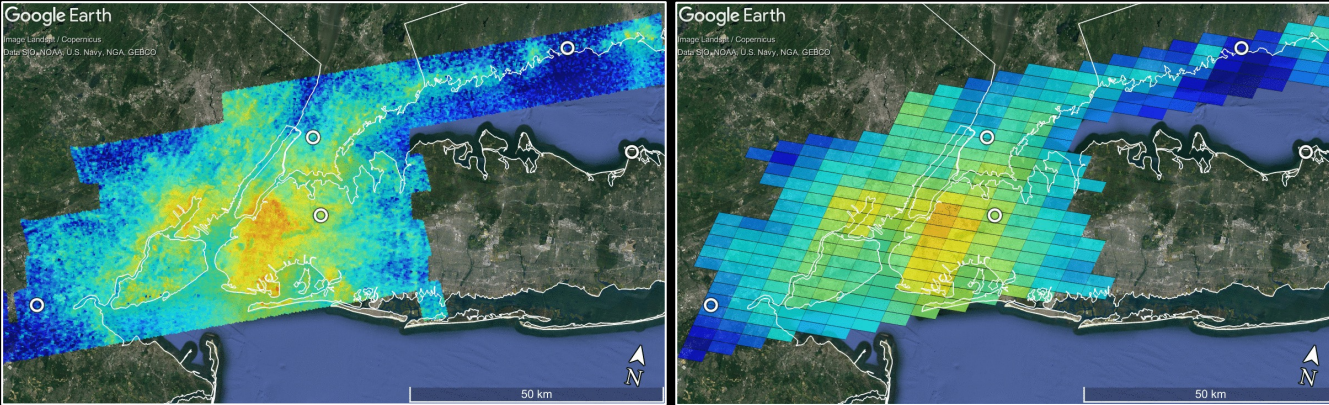 Google Earth
Image Landsat / Copernicus
Data SIO, NOAA, U.S. Navy, NGA, GEBCO
N
50 km
Google Earth
Image Landsat / Copernicus
Data SIO, NOAA, U.S. Navy, NGA, GEBCO
N
50 km